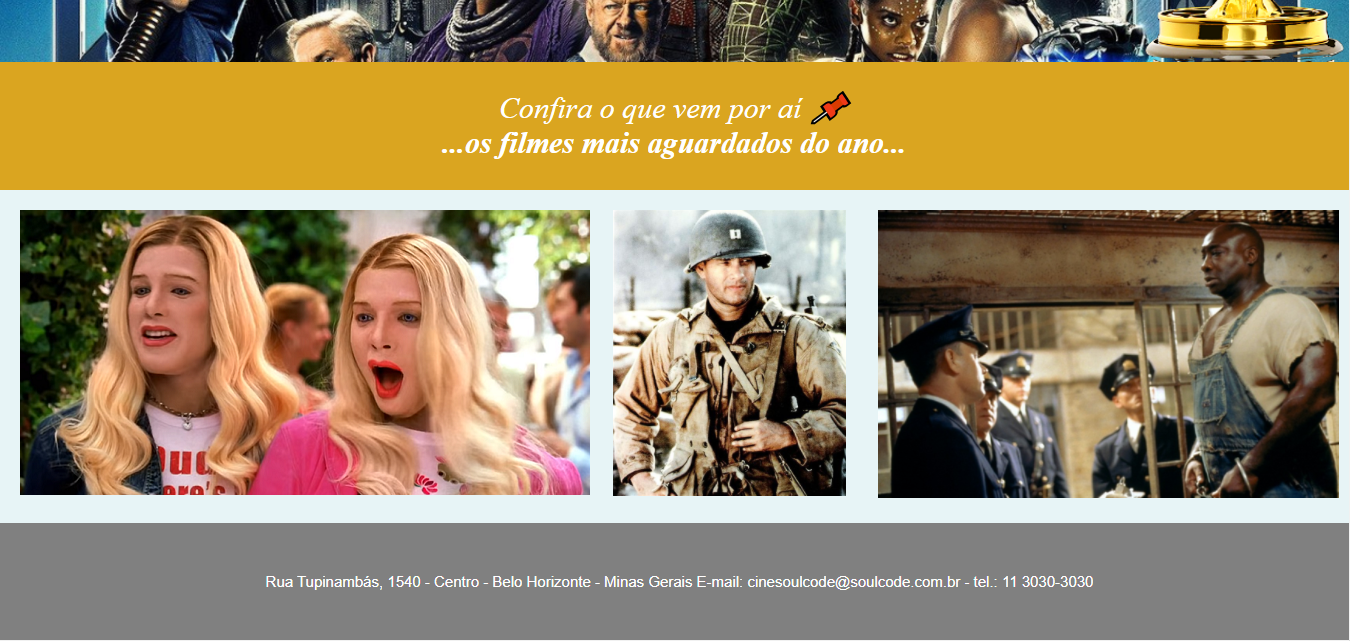 Confira o que vem por aí
...os filmes mais aguardados do ano...
Rua Tupinambás, 1540 - Centro - Belo Horizonte - Minas Gerais E-mail: cinesoulcode@soulcode.com.br - tel.: 11 3030-3030